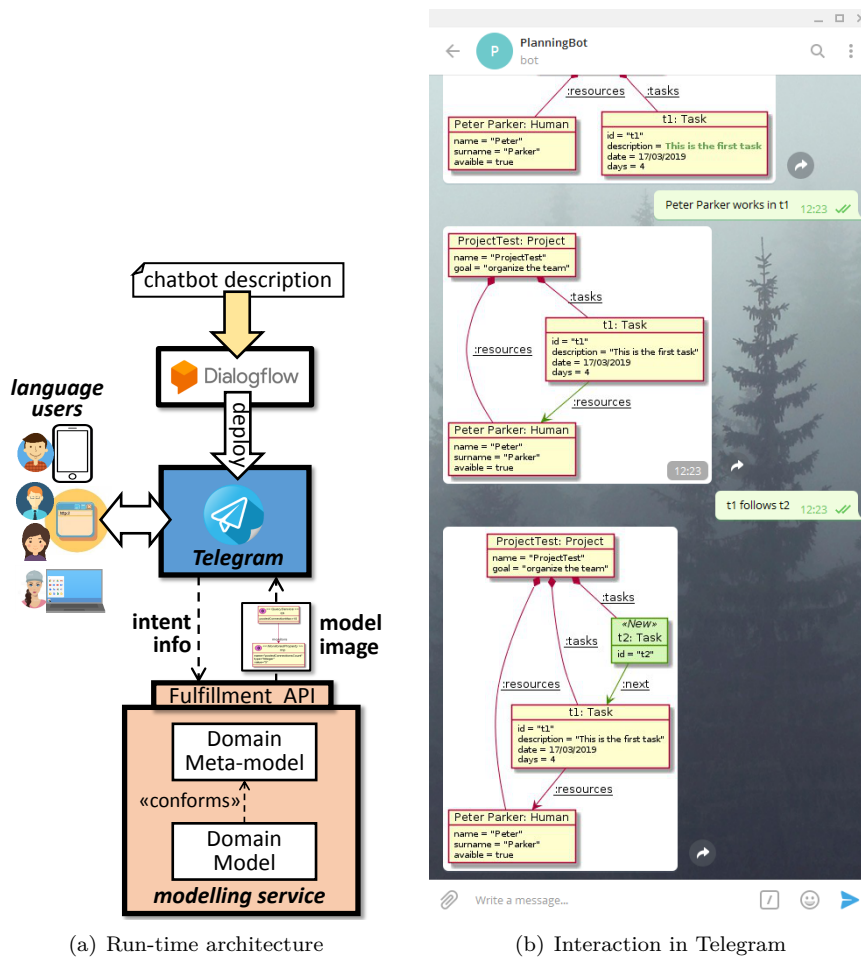 chatbot description
Dialogflow
deploy
language
users
http://
Telegram
intent
info
model
image
Fulfillment API
Domain
Meta-model
«conforms»
Domain
Model
modelling service
(a) Run-time architecture
P
PlanningBot
bot
:resources
:tasks
Peter Parker: Human
name = "Peter"
surname = "Parker"
avaible = true
t1: Task
id = "t1"
description = This is the first task
date = 17/03/2019
days = 4
Peter Parker works in t1
12:23
ProjectTest: Project
name = "ProjectTest"
goal = "organize the team"
:tasks
t1: Task
id = "t1"
description = "This is the first task"
date = 17/03/2019
days = 4
:resources
:resources
Peter Parker: Human
name = "Peter"
surname = "Parker"
avaible = true
12:23
t1 follows t2
12:23
ProjectTest: Project
name = "ProjectTest"
goal = "organize the team"
:tasks
«New»
t2: Task
id = "t2"
:tasks
:resources
:next
t1: Task
id = "t1"
description = "This is the first task"
date = 17/03/2019
days = 4
:resources
Peter Parker: Human
name = "Peter"
surname = "Parker"
avaible = true
Write a message...
/
(b) Interaction in Telegram